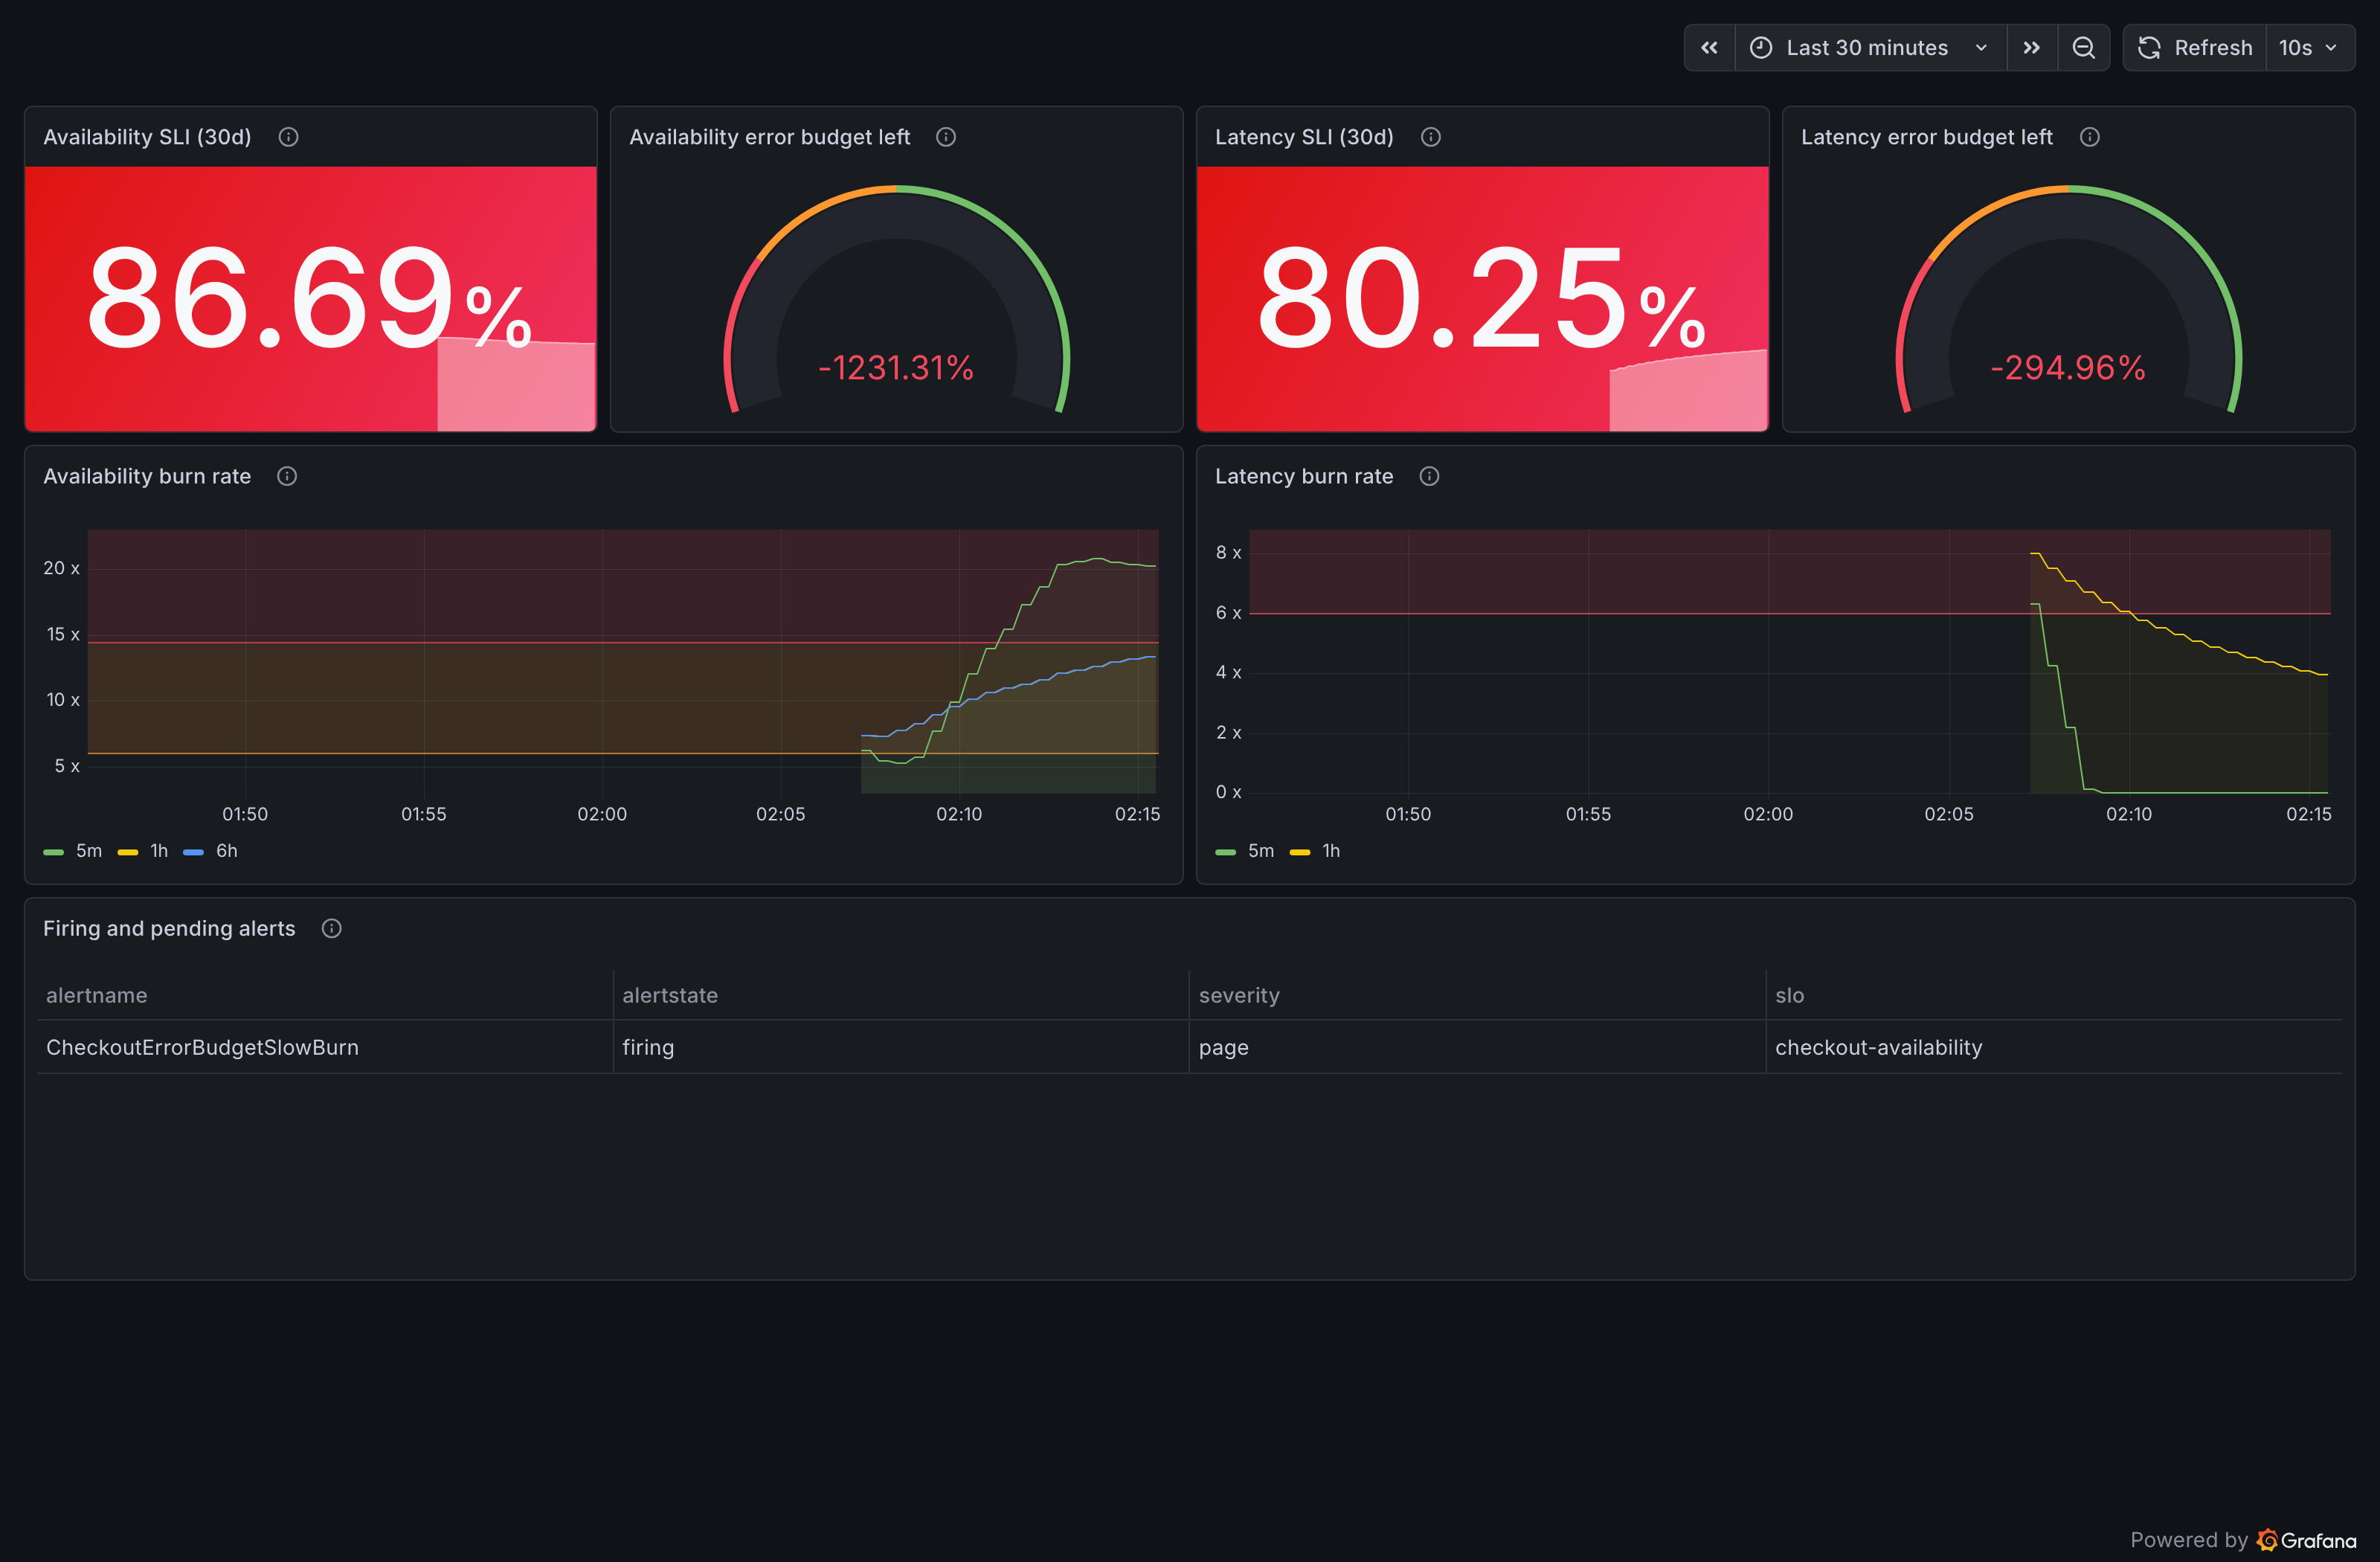 Last 30 minutes
Refresh
10s
Availability SLI (30d)
86.69%
Availability error budget left
-1231.31%
Latency SLI (30d)
80.25%
Latency error budget left
-294.96%
Availability burn rate
20 x
15 x
10 x
5 x
01:50 01:55 02:00 02:05 02:10 02:15
5m 1h 6h
Latency burn rate
8 x
6 x
4 x
2 x
0 x
01:50 01:55 02:00 02:05 02:10 02:15
5m 1h
Firing and pending alerts
alertname alertstate severity slo
CheckoutErrorBudgetSlowBurn firing page checkout-availability
Powered by Grafana